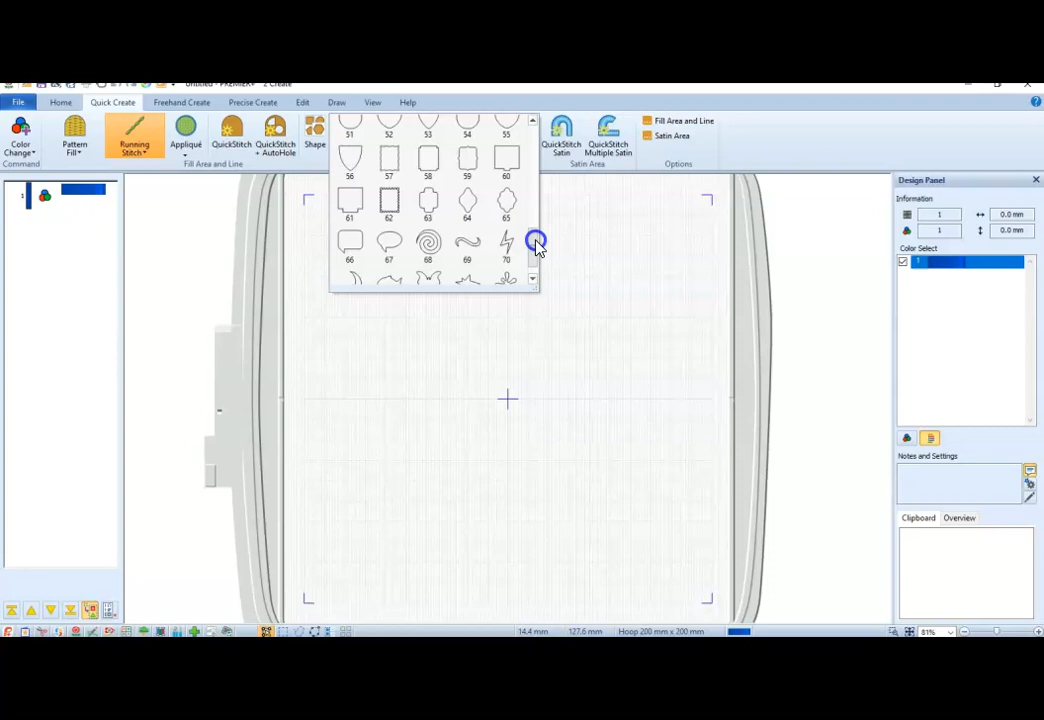 Untitled - PREMIER+ 2 Create
File Home Quick Create Freehand Create Precise Create Edit Draw View Help
Color Change
Pattern Fill
Running Stitch
Appliqué
QuickStitch
QuickStitch + AutoHole
Shape
QuickStitch Satin
QuickStitch Multiple Satin
Fill Area and Line
Satin Area
Command
Fill Area and Line
Satin Area
Options
51 52 53 54 55
56 57 58 59 60
61 62 63 64 65
66 67 68 69 70
1
Design Panel
Information
1 0.0 mm
1 0.0 mm
Color Select
1
Notes and Settings
Clipboard Overview
14.4 mm 127.6 mm Hoop 200 mm x 200 mm 81%